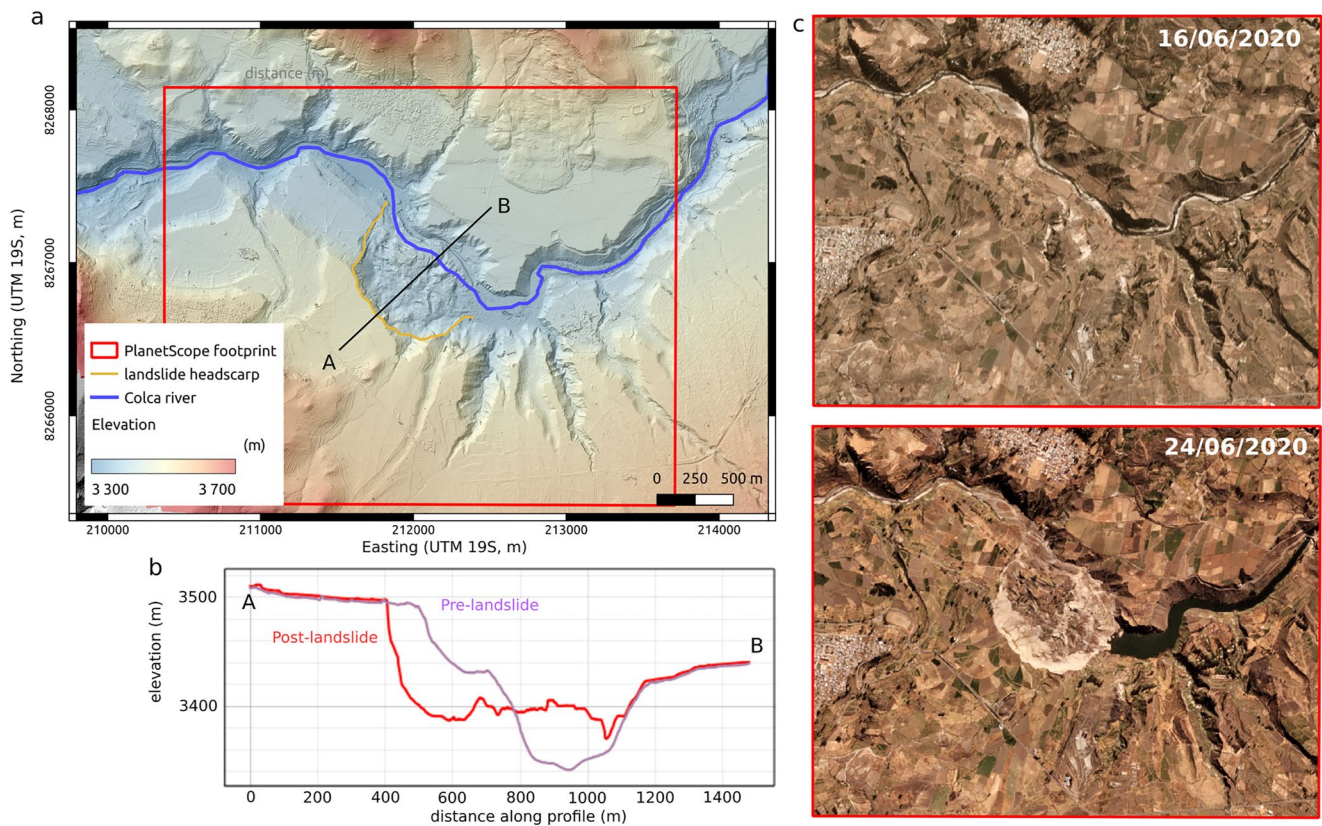 a
distance (m)
Northing (UTM 19S, m)
8268000
8267000
8266000
A
B
PlanetScope footprint
landslide headscarp
Colca river
Elevation
(m)
3 300
3 700
0 250 500 m
210000 211000 212000 213000 214000
Easting (UTM 19S, m)
b
elevation (m)
3500
3400
A
B
Pre-landslide
Post-landslide
0 200 400 600 800 1000 1200 1400
distance along profile (m)
c
16/06/2020
24/06/2020